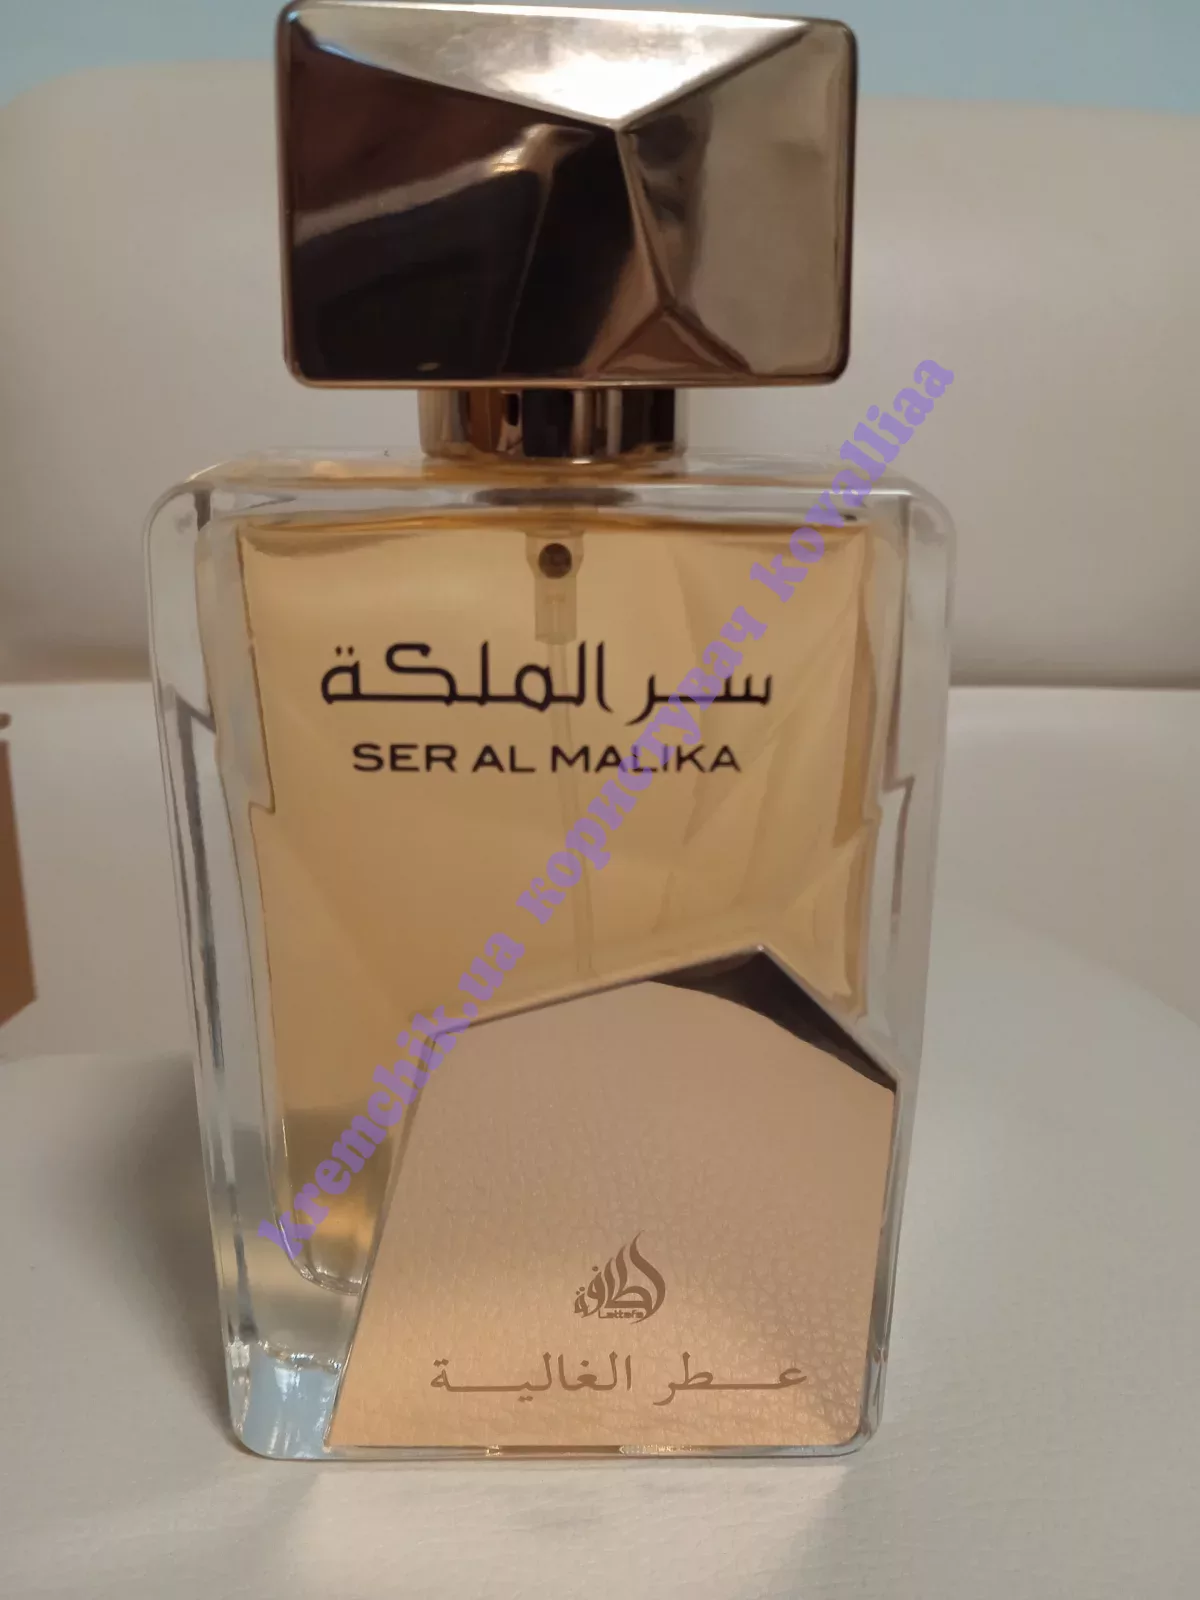 سر الملكة
SER AL MALIKA
kremchik.ua користувач kovalliaa
لطافة
Lattafa
عطر الغالية